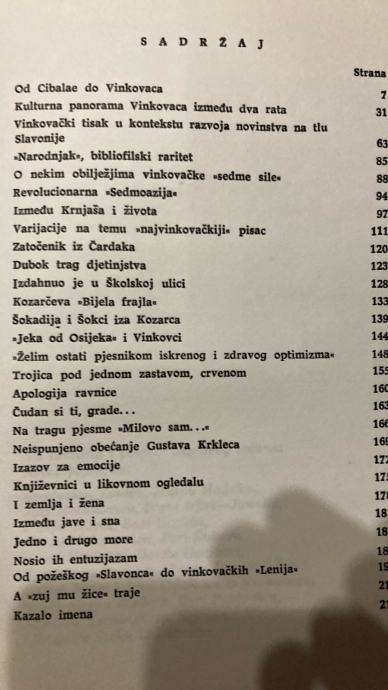 SADRŽAJ
Strana
Od Cibalae do Vinkovaca 7
Kulturna panorama Vinkovaca između dva rata 31
Vinkovački tisak u kontekstu razvoja novinstva na tlu
Slavonije 63
»Narodnjak«, bibliofilski raritet 85
O nekim obilježjima vinkovačke »sedme sile« 88
Revolucionarna »Sedmoazija« 94
Između Krnjaša i života 97
Varijacije na temu »najvinkovačkiji« pisac 111
Zatočenik iz Čardaka 120
Dubok trag djetinjstva 123
Izdahnuo je u Školskoj ulici 128
Kozarčeva »Bijela frajla« 133
Šokadija i Šokci iza Kozarca 139
»Jeka od Osijeka« i Vinkovci 144
»Želim ostati pjesnikom iskrenog i zdravog optimizma« 148
Trojica pod jednom zastavom, crvenom 155
Apologija ravnice 160
Čudan si ti, grade... 163
Na tragu pjesme »Milovo sam...« 166
Neispunjeno obećanje Gustava Krkleca 169
Izazov za emocije
Književnici u likovnom ogledalu
I zemlja i žena
Između jave i sna
Jedno i drugo more
Nosio ih entuzijazam
Od požeškog »Slavonca« do vinkovačkih »Lenija«
A »zuj mu žice« traje
Kazalo imena